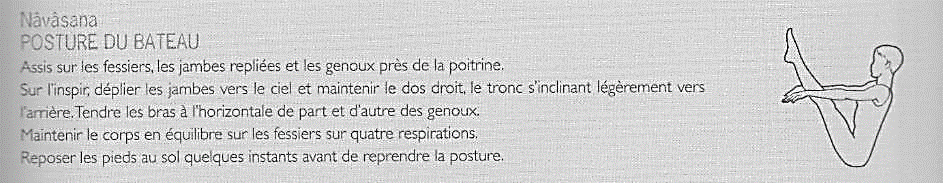 Nâvâsana
POSTURE DU BATEAU
Assis sur les fessiers, les jambes repliées et les genoux près de la poitrine.
Sur l'inspir, déplier les jambes vers le ciel et maintenir le dos droit, le tronc s'inclinant légèrement vers
l'arrière. Tendre les bras à l'horizontale de part et d'autre des genoux.
Maintenir le corps en équilibre sur les fessiers sur quatre respirations.
Reposer les pieds au sol quelques instants avant de reprendre la posture.